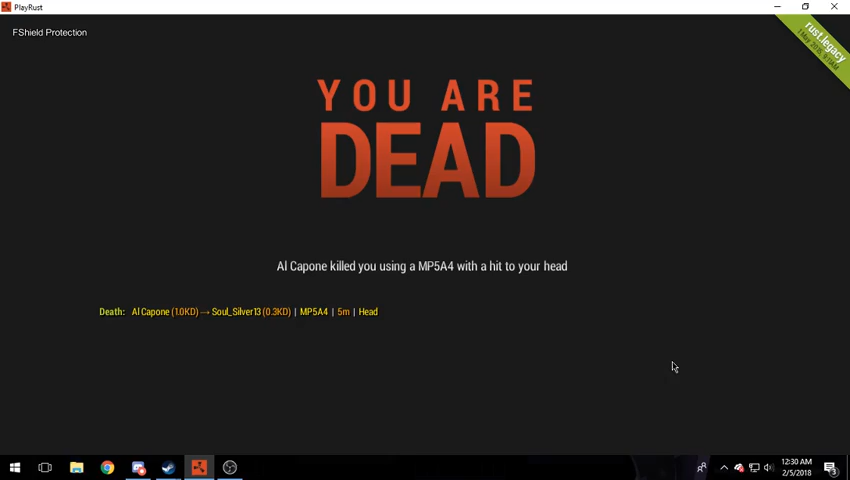 PlayRust
FShield Protection
rust.legacy
YOU ARE
DEAD
Al Capone killed you using a MP5A4 with a hit to your head
Death: Al Capone (1.0KD) → Soul_Silver13 (0.3KD) | MP5A4 | 5m | Head
12:30 AM
2/5/2018
3